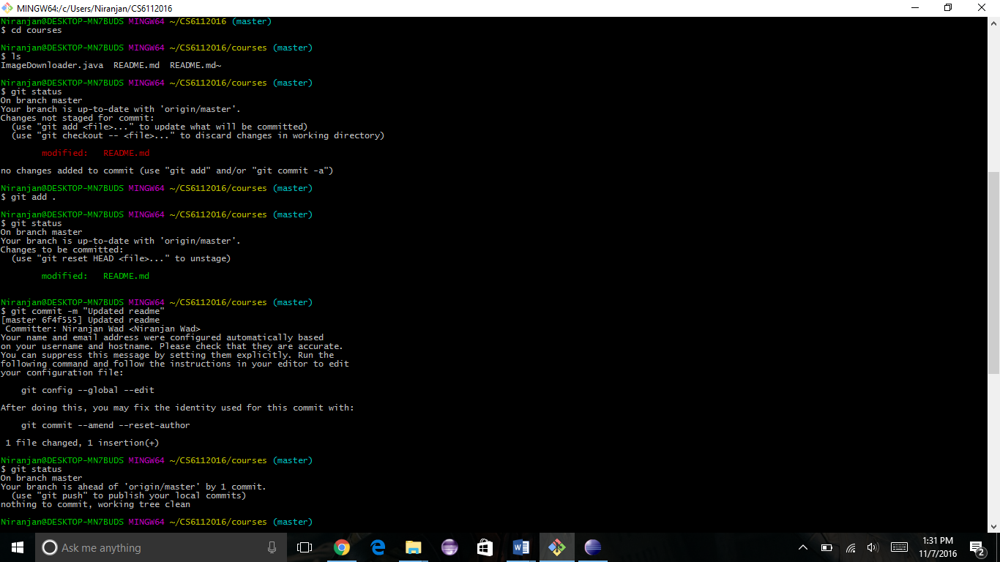 MINGW64:/c/Users/Niranjan/CS6112016
Niranjan@DESKTOP-MN7BUDS MINGW64 ~/CS6112016 (master)
$ cd courses
Niranjan@DESKTOP-MN7BUDS MINGW64 ~/CS6112016/courses (master)
$ ls
ImageDownloader.java  README.md  README.md~
Niranjan@DESKTOP-MN7BUDS MINGW64 ~/CS6112016/courses (master)
$ git status
On branch master
Your branch is up-to-date with 'origin/master'.
Changes not staged for commit:
  (use "git add <file>..." to update what will be committed)
  (use "git checkout -- <file>..." to discard changes in working directory)
        modified:   README.md
no changes added to commit (use "git add" and/or "git commit -a")
Niranjan@DESKTOP-MN7BUDS MINGW64 ~/CS6112016/courses (master)
$ git add .
Niranjan@DESKTOP-MN7BUDS MINGW64 ~/CS6112016/courses (master)
$ git status
On branch master
Your branch is up-to-date with 'origin/master'.
Changes to be committed:
  (use "git reset HEAD <file>..." to unstage)
        modified:   README.md
Niranjan@DESKTOP-MN7BUDS MINGW64 ~/CS6112016/courses (master)
$ git commit -m "Updated readme"
[master 6f4f555] Updated readme
 Committer: Niranjan Wad <Niranjan Wad>
Your name and email address were configured automatically based
on your username and hostname. Please check that they are accurate.
You can suppress this message by setting them explicitly. Run the
following command and follow the instructions in your editor to edit
your configuration file:
    git config --global --edit
After doing this, you may fix the identity used for this commit with:
    git commit --amend --reset-author
 1 file changed, 1 insertion(+)
Niranjan@DESKTOP-MN7BUDS MINGW64 ~/CS6112016/courses (master)
$ git status
On branch master
Your branch is ahead of 'origin/master' by 1 commit.
  (use "git push" to publish your local commits)
nothing to commit, working tree clean
Niranjan@DESKTOP-MN7BUDS MINGW64 ~/CS6112016/courses (master)
Ask me anything
1:31 PM
11/7/2016
2